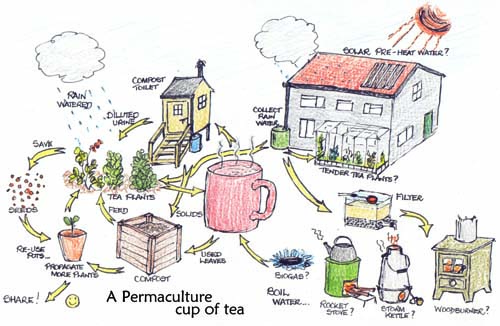 SOLAR PRE-HEAT WATER?
COMPOST
TOILET
RAIN
WATERED
DILUTED
URINE
COLLECT
RAIN
WATER
SAVE
TENDER TEA PLANTS?
TEA PLANTS
SEEDS
FEED
SOLIDS
FILTER
RE-USE
POTS...
PROPAGATE
MORE PLANTS
COMPOST
USED
LEAVES
BIOGAS?
BOIL
WATER...
ROCKET
STOVE?
STORM
KETTLE?
WOODBURNER?
SHARE!
A Permaculture
cup of tea